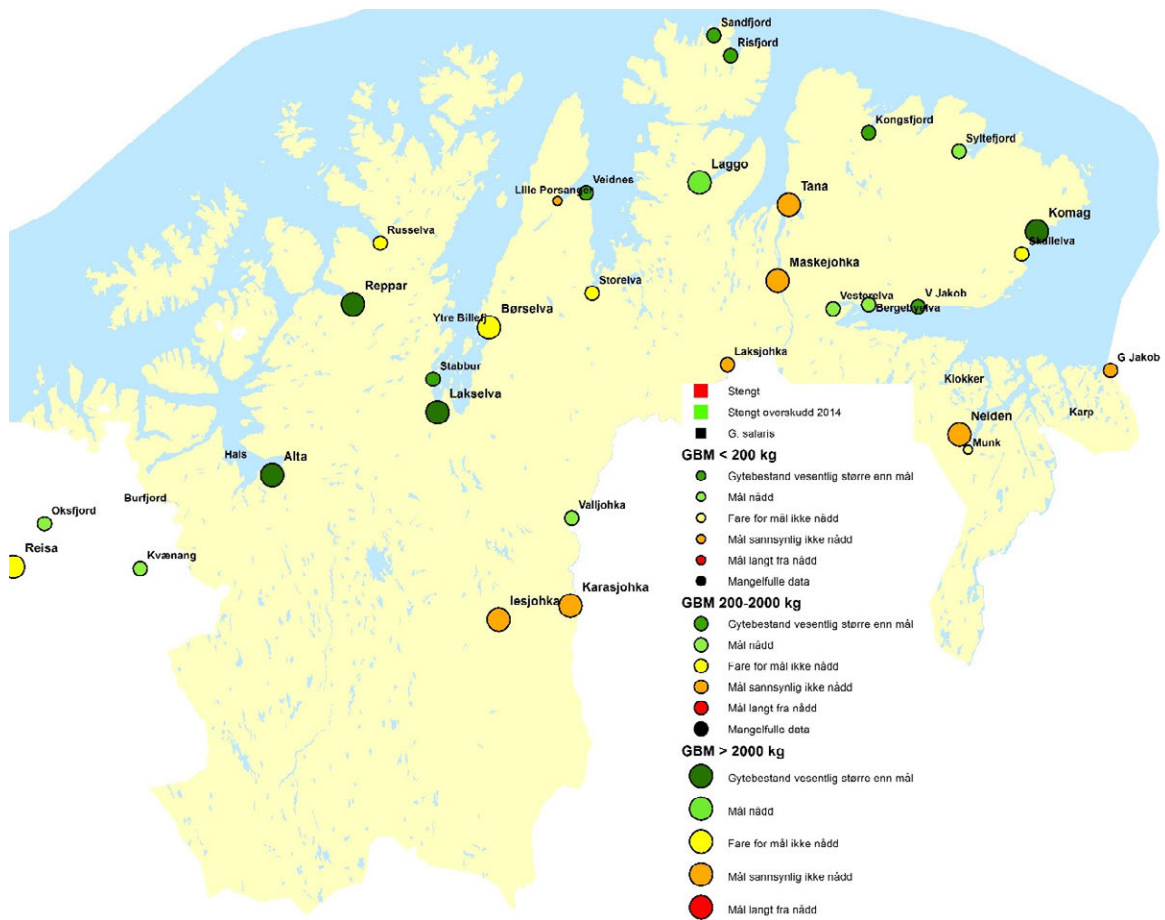 Sandfjord
Risfjord
Kongsfjord
Syltefjord
Laggo
Veidnes
Lille Porsanger
Tana
Komag
Skallelva
Russelva
Maskejohka
Storelva
Reppar
Vesterelva
V Jakob
Bergebyelva
Børselva
Ytre Billefj
G Jakob
Laksjohka
Stabbur
Klokker
Lakselva
Karp
Neiden
Munk
Hals
Alta
Burfjord
Oksfjord
Valljohka
Reisa
Kvænang
Karasjohka
Iesjohka
Stengt
Stengt overskudd 2014
G. salaris
GBM < 200 kg
Gytebestand vesentlig større enn mål
Mål nådd
Fare for mål ikke nådd
Mål sannsynlig ikke nådd
Mål langt fra nådd
Mangelfulle data
GBM 200-2000 kg
Gytebestand vesentlig større enn mål
Mål nådd
Fare for mål ikke nådd
Mål sannsynlig ikke nådd
Mål langt fra nådd
Mangelfulle data
GBM > 2000 kg
Gytebestand vesentlig større enn mål
Mål nådd
Fare for mål ikke nådd
Mål sannsynlig ikke nådd
Mål langt fra nådd